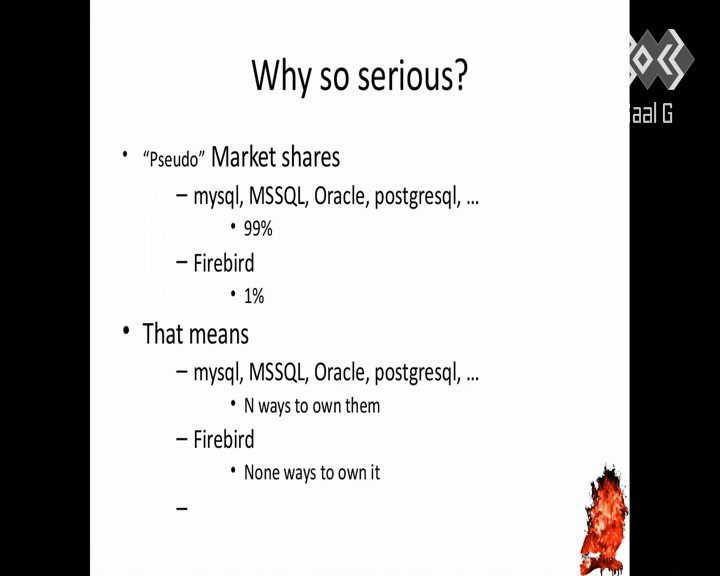 Why so serious?
• “Pseudo” Market shares
– mysql, MSSQL, Oracle, postgresql, ...
• 99%
– Firebird
• 1%
• That means
– mysql, MSSQL, Oracle, postgresql, ...
• N ways to own them
– Firebird
• None ways to own it
–
aal G